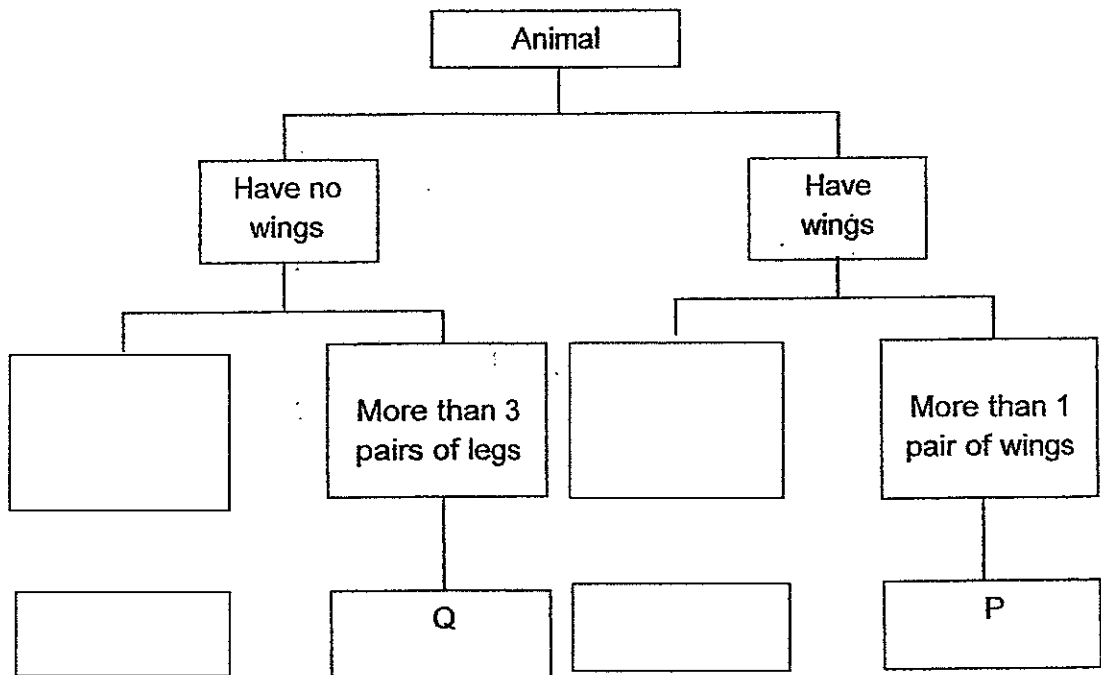 Animal
Have no
wings
Have
wings
More than 3
pairs of legs
More than 1
pair of wings
Q
P